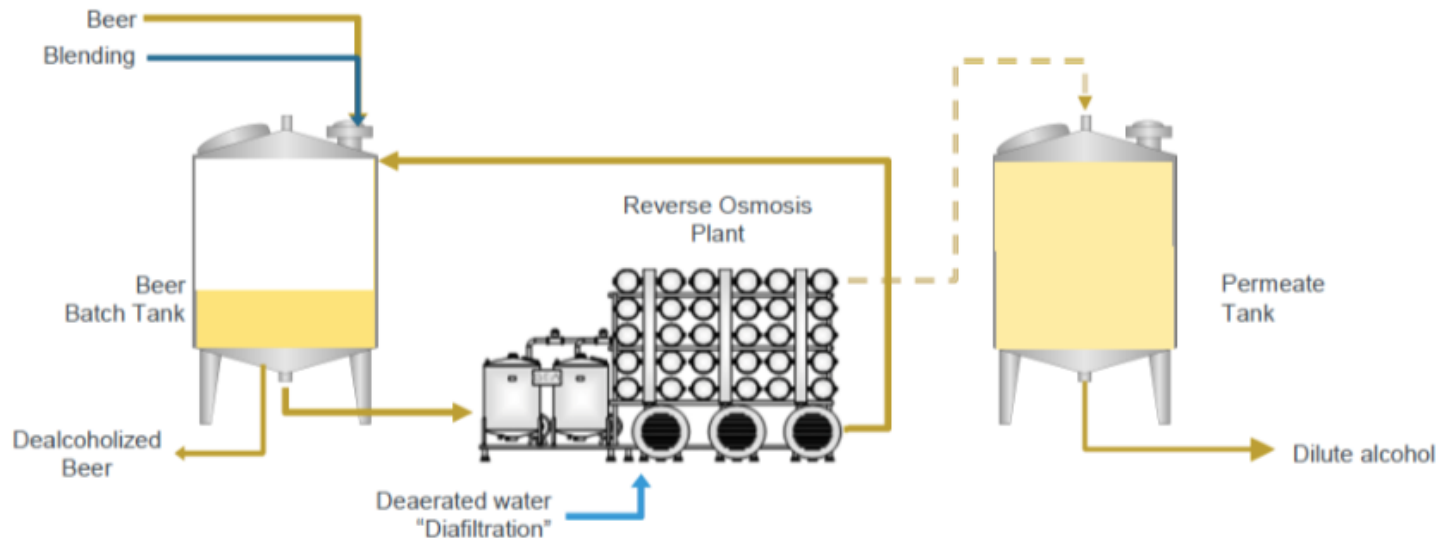 Beer
Blending
Reverse Osmosis
Plant
Beer
Batch Tank
Permeate
Tank
Dealcoholized
Beer
Deaerated water
"Diafiltration"
Dilute alcohol